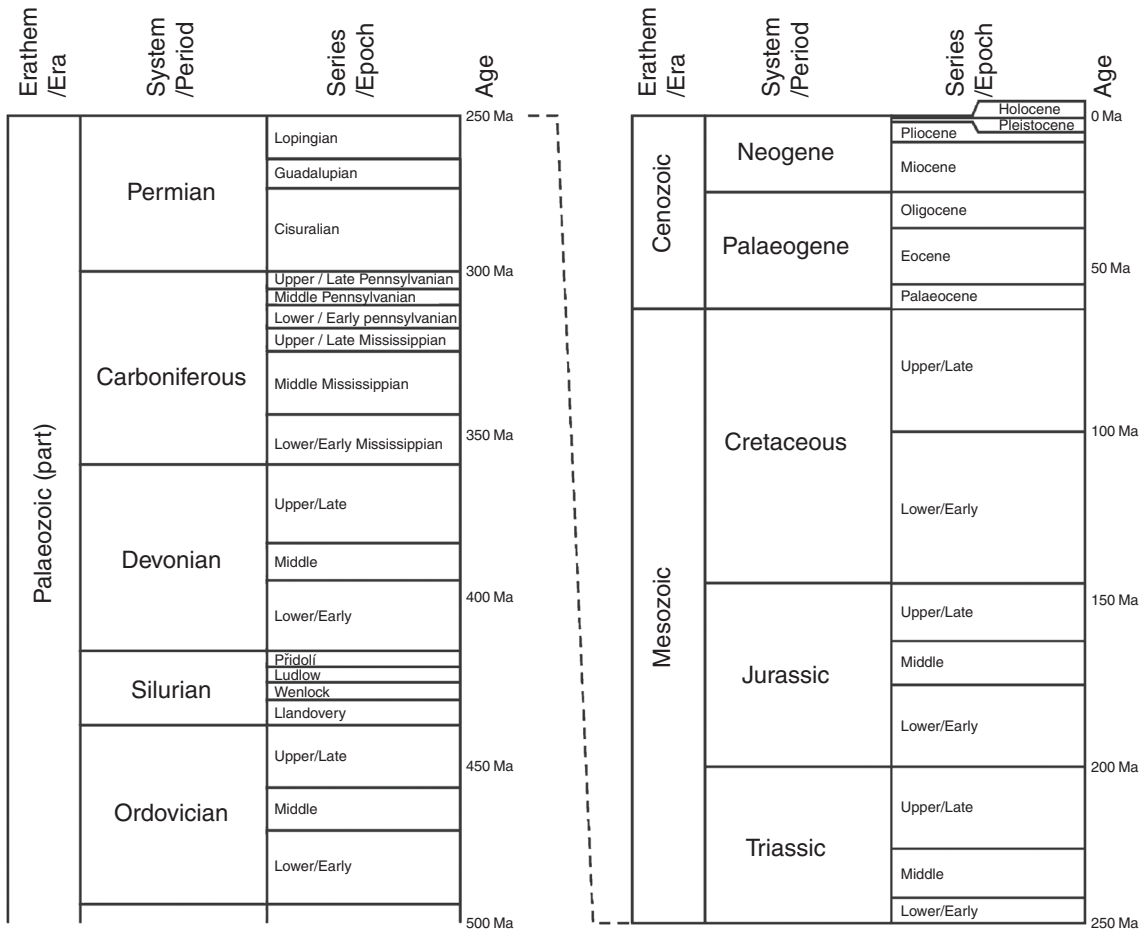 Erathem
/Era
System
/Period
Series
/Epoch
Age
250 Ma
Lopingian
Guadalupian
Permian
Cisuralian
300 Ma
Upper / Late Pennsylvanian
Middle Pennsylvanian
Lower / Early pennsylvanian
Upper / Late Mississippian
Carboniferous
Middle Mississippian
350 Ma
Lower/Early Mississippian
Palaeozoic (part)
Upper/Late
Devonian
Middle
400 Ma
Lower/Early
Přidolí
Ludlow
Silurian
Wenlock
Llandovery
Upper/Late
450 Ma
Ordovician
Middle
Lower/Early
500 Ma
Erathem
/Era
System
/Period
Series
/Epoch
Age
Holocene
0 Ma
Pleistocene
Pliocene
Neogene
Miocene
Cenozoic
Oligocene
Palaeogene
Eocene
50 Ma
Palaeocene
Upper/Late
100 Ma
Cretaceous
Lower/Early
Mesozoic
150 Ma
Upper/Late
Middle
Jurassic
Lower/Early
200 Ma
Upper/Late
Triassic
Middle
Lower/Early
250 Ma